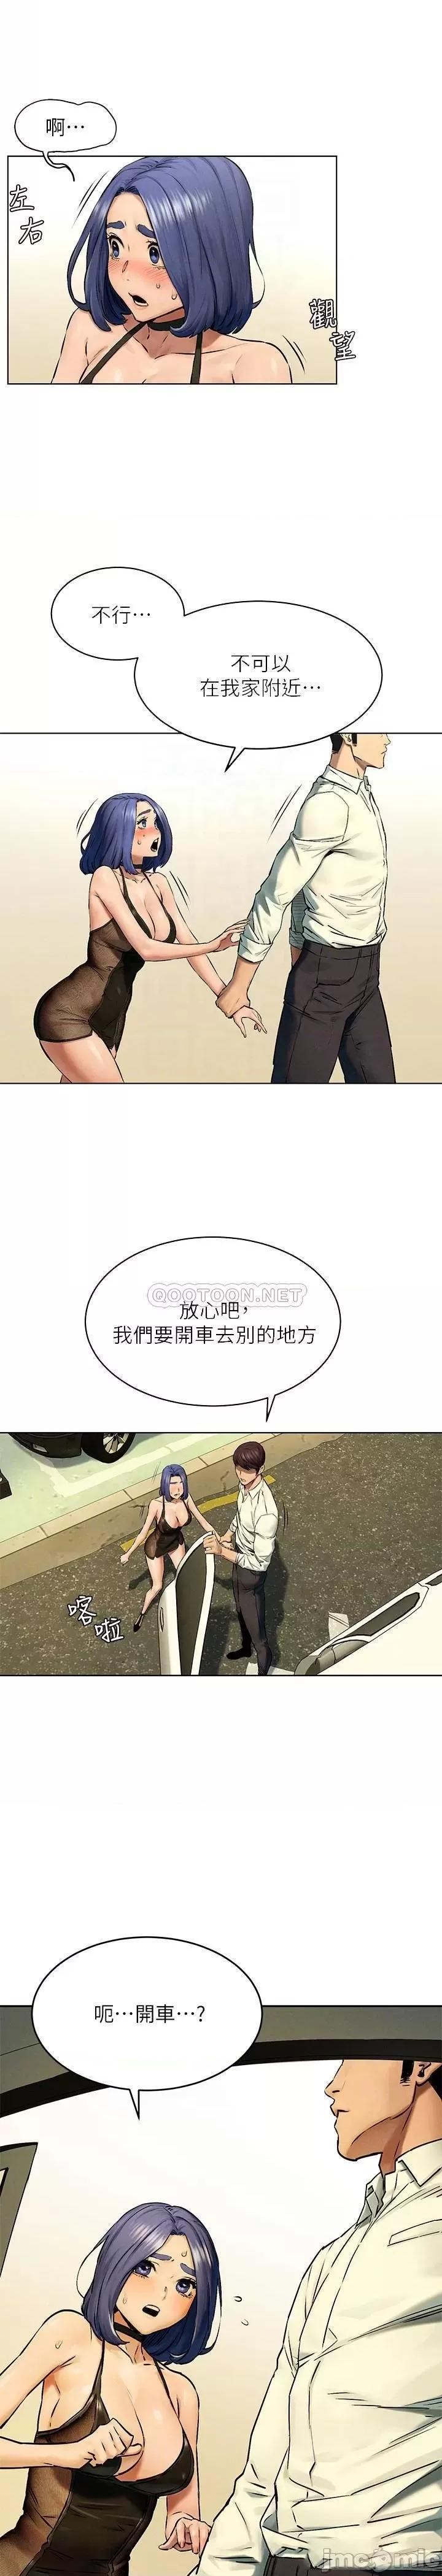 啊…
左右
觀望
不行…
不可以
在我家附近…
QOOTOON.NET
放心吧，
我們要開車去別的地方
喀啦
呃…開車…?
jmcomic